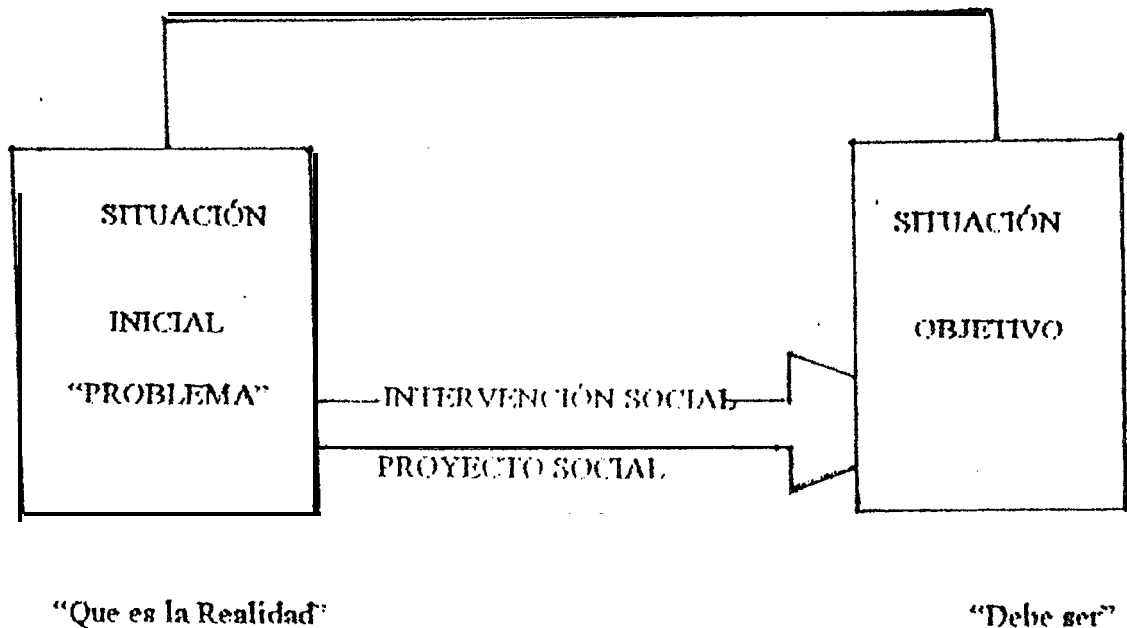 SITUACIÓN
INICIAL
“PROBLEMA”
INTERVENCIÓN SOCIAL
PROYECTO SOCIAL
SITUACIÓN
OBJETIVO
“Que es la Realidad”
“Debe ser”